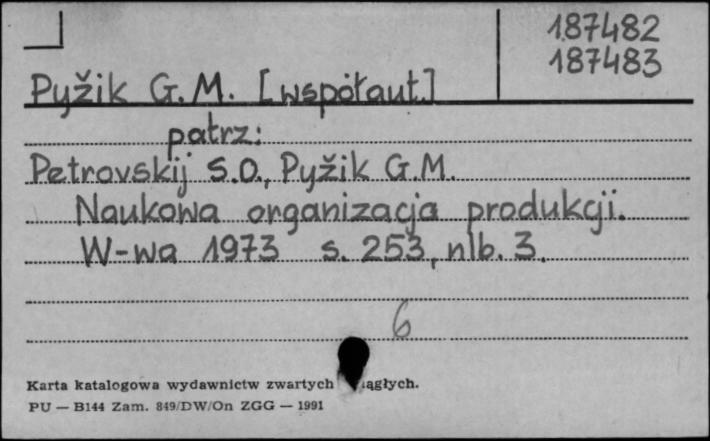 187482
187483
Pyžik G.M. [współaut.]
patrz:
Petrovskij S.O., Pyžik G.M.
Naukowa organizacja produkcji.
W-wa 1973 s. 253, nlb. 3.
6
Karta katalogowa wydawnictw zwartych
PU — B144 Zam. 849/DW/On ZGG — 1991